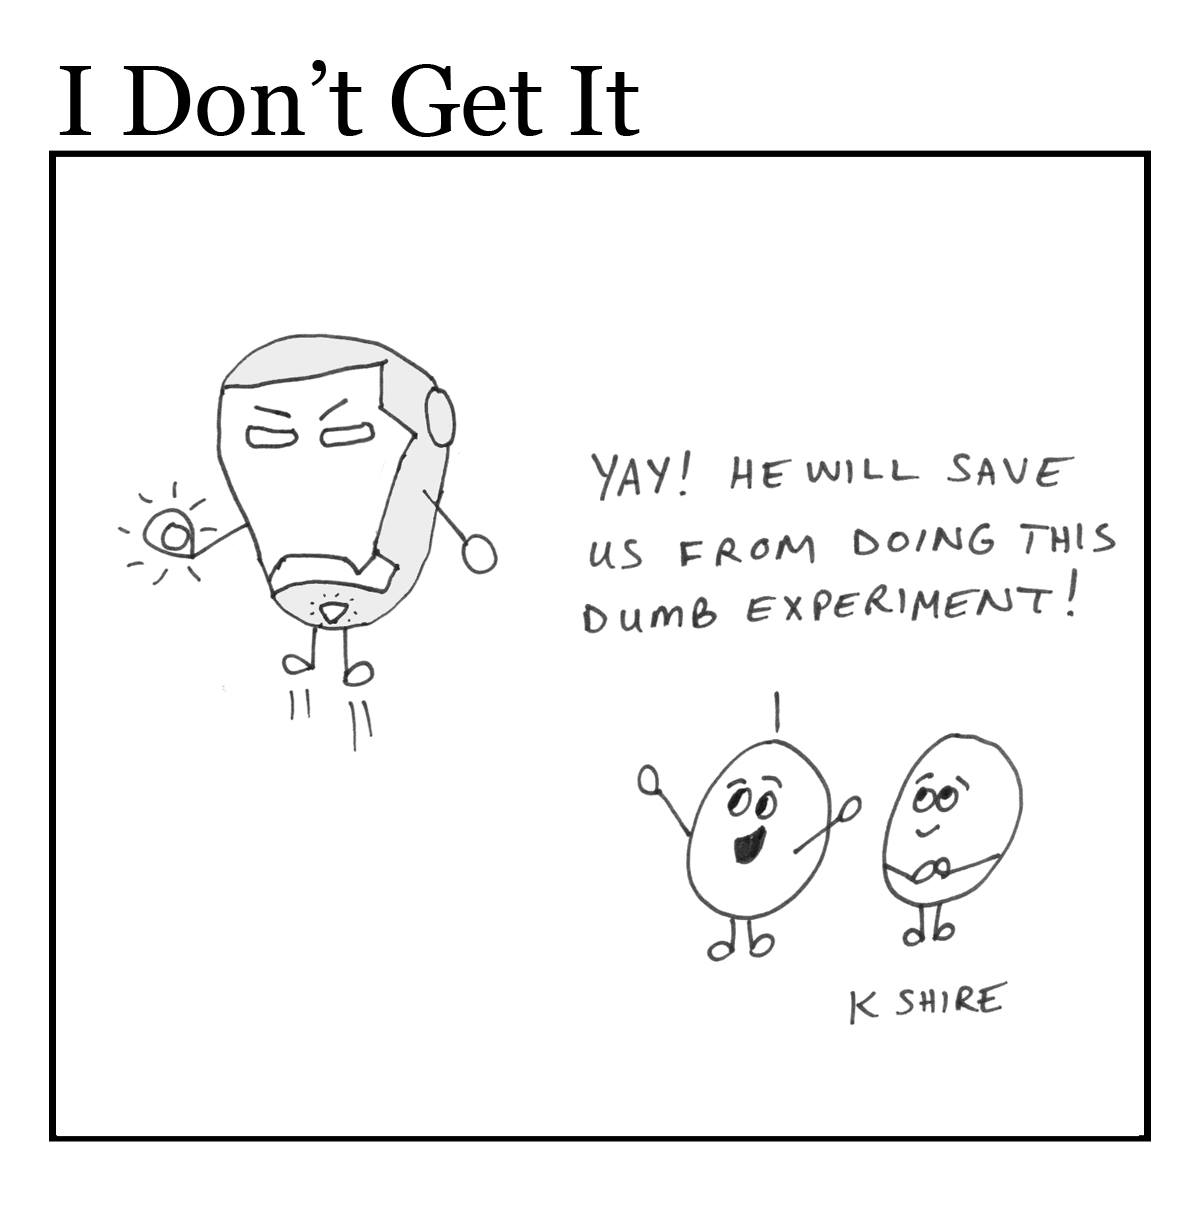 I Don't Get It
YAY! HE WILL SAVE
US FROM DOING THIS
DUMB EXPERIMENT!
K SHIRE